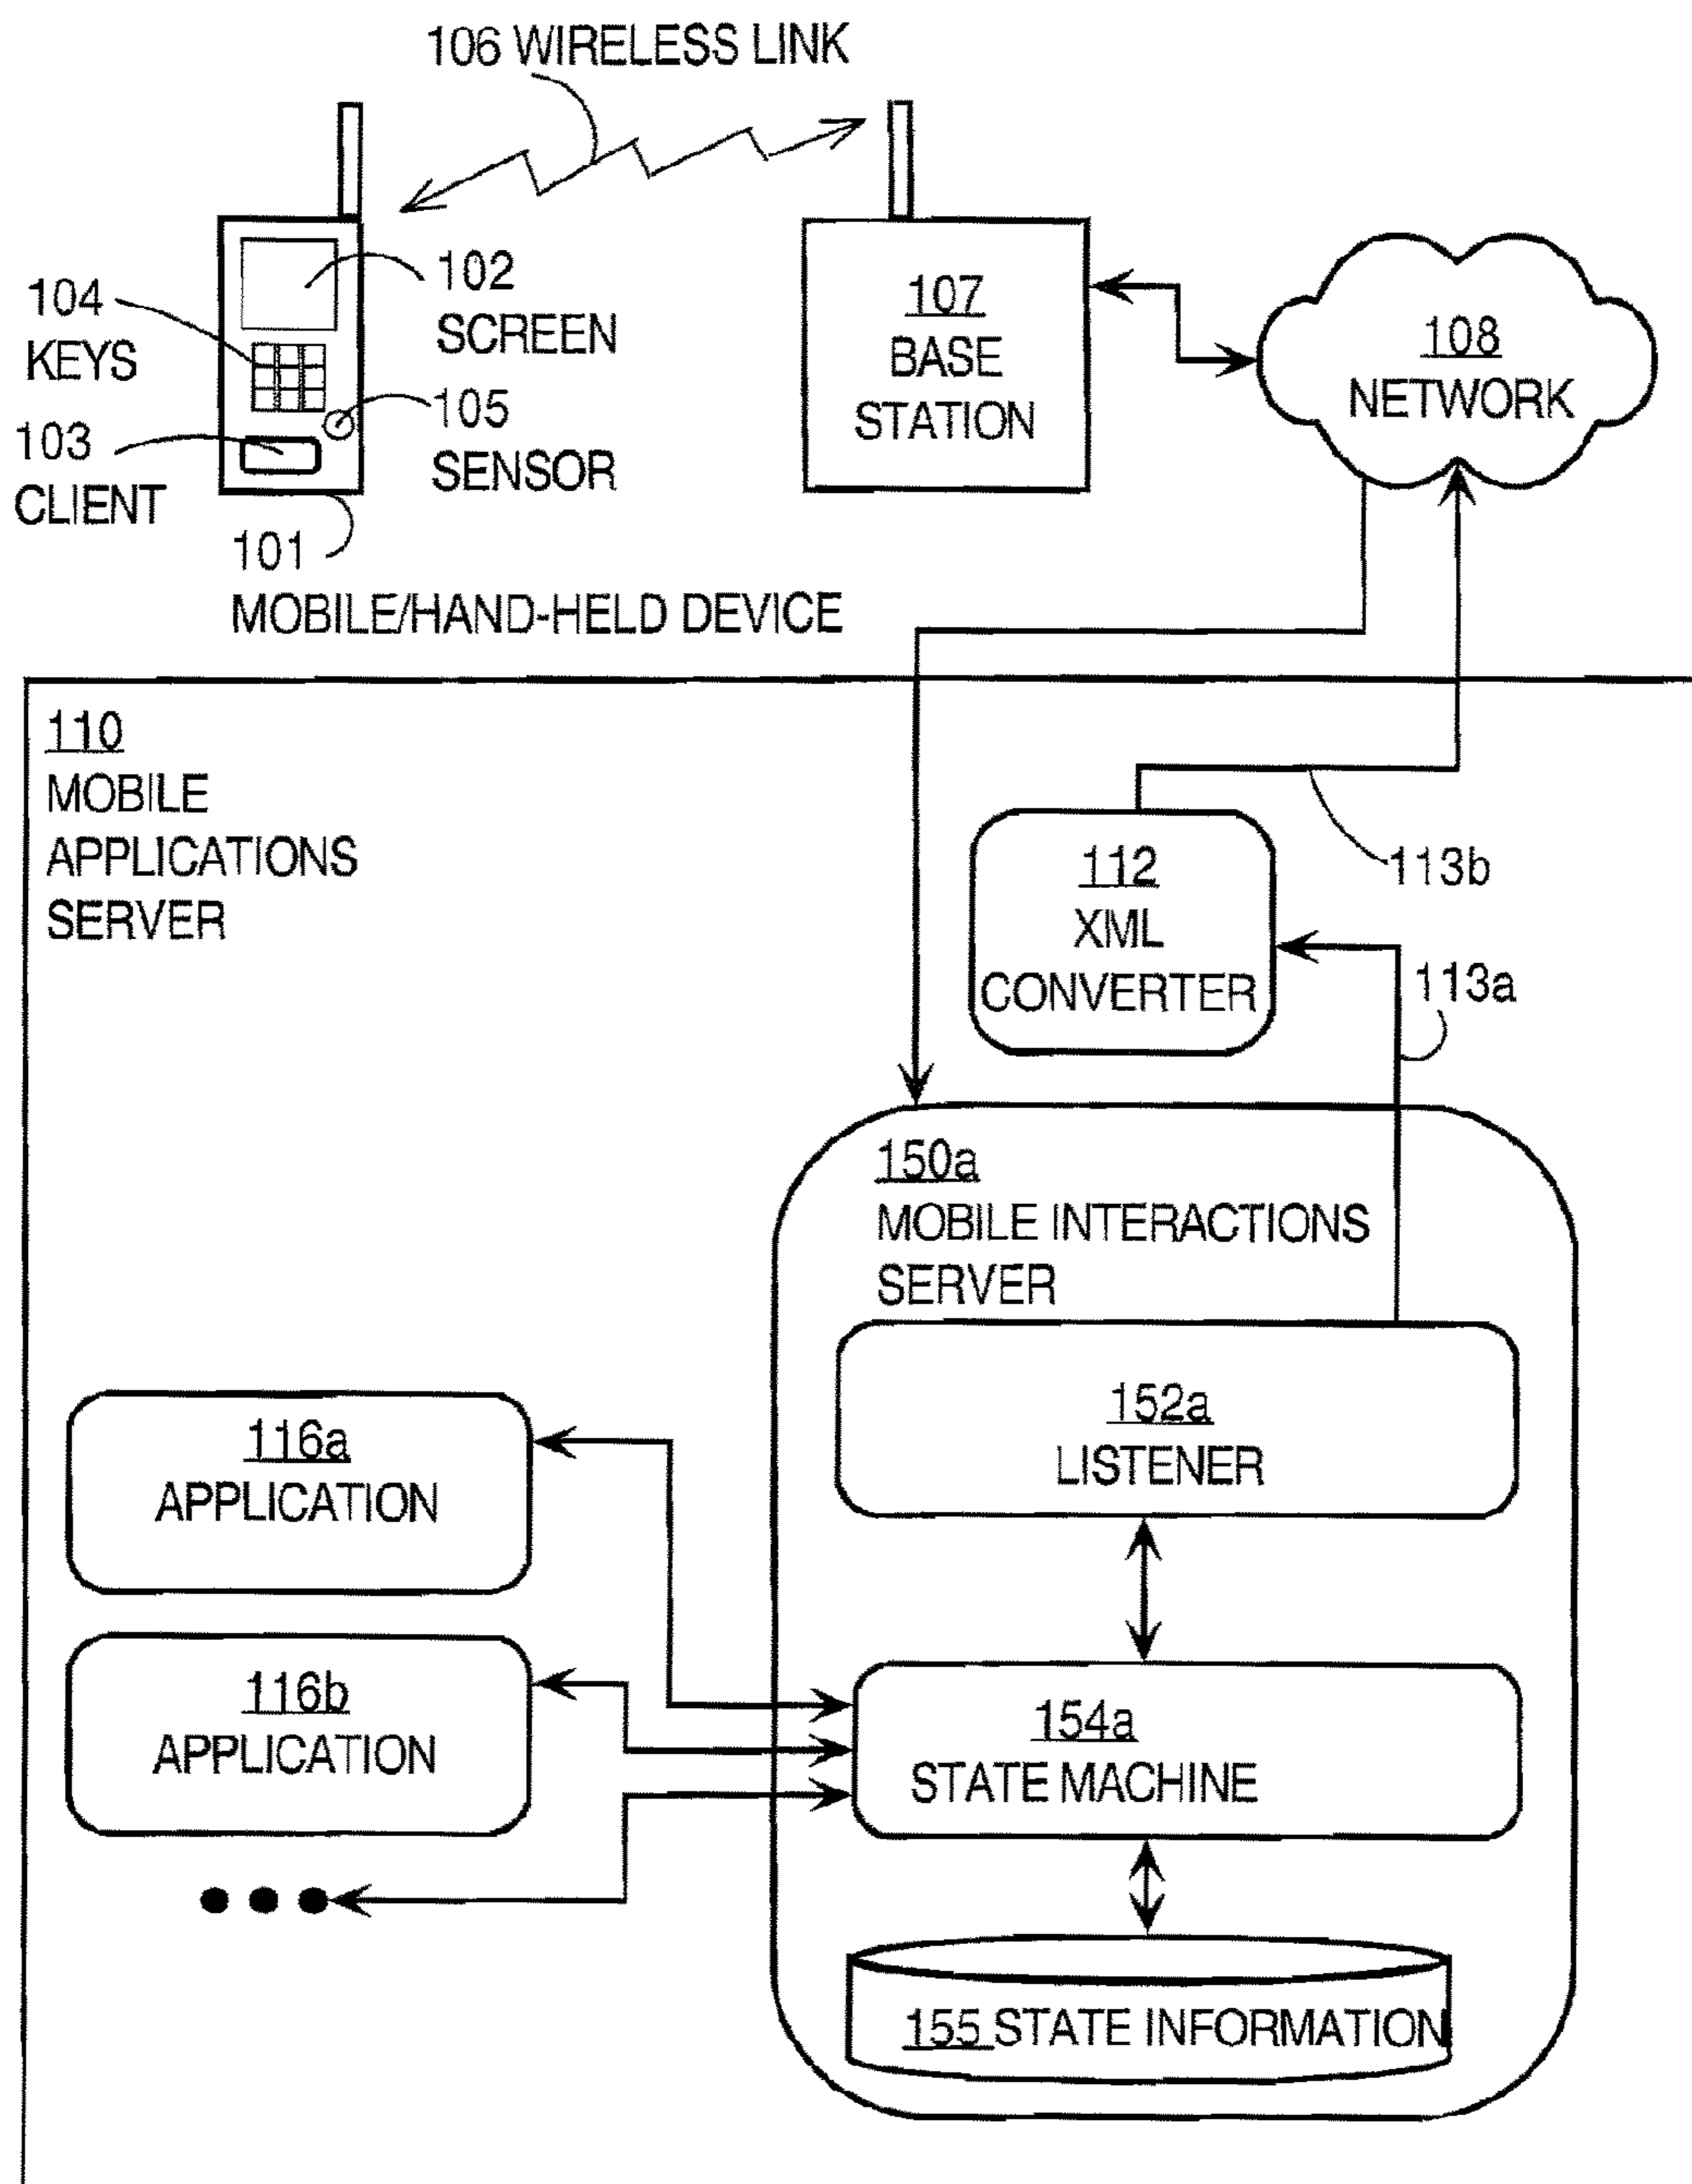 106 WIRELESS LINK
104
KEYS
102
SCREEN
103
CLIENT
105
SENSOR
101
MOBILE/HAND-HELD DEVICE
107
BASE
STATION
108
NETWORK
110
MOBILE
APPLICATIONS
SERVER
112
XML
CONVERTER
113b
113a
150a
MOBILE INTERACTIONS
SERVER
152a
LISTENER
116a
APPLICATION
116b
APPLICATION
154a
STATE MACHINE
155 STATE INFORMATION